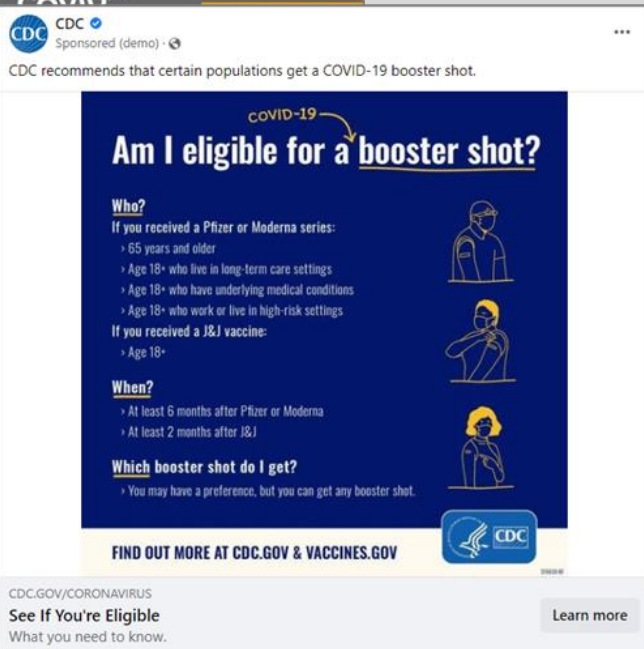 CDC
CDC
Sponsored (demo) ·
CDC recommends that certain populations get a COVID-19 booster shot.
COVID-19
Am I eligible for a booster shot?
Who?
If you received a Pfizer or Moderna series:
› 65 years and older
› Age 18+ who live in long-term care settings
› Age 18+ who have underlying medical conditions
› Age 18+ who work or live in high-risk settings
If you received a J&J vaccine:
› Age 18+
When?
› At least 6 months after Pfizer or Moderna
› At least 2 months after J&J
Which booster shot do I get?
› You may have a preference, but you can get any booster shot.
CDC
FIND OUT MORE AT CDC.GOV & VACCINES.GOV
CDC.GOV/CORONAVIRUS
See If You're Eligible
Learn more
What you need to know.